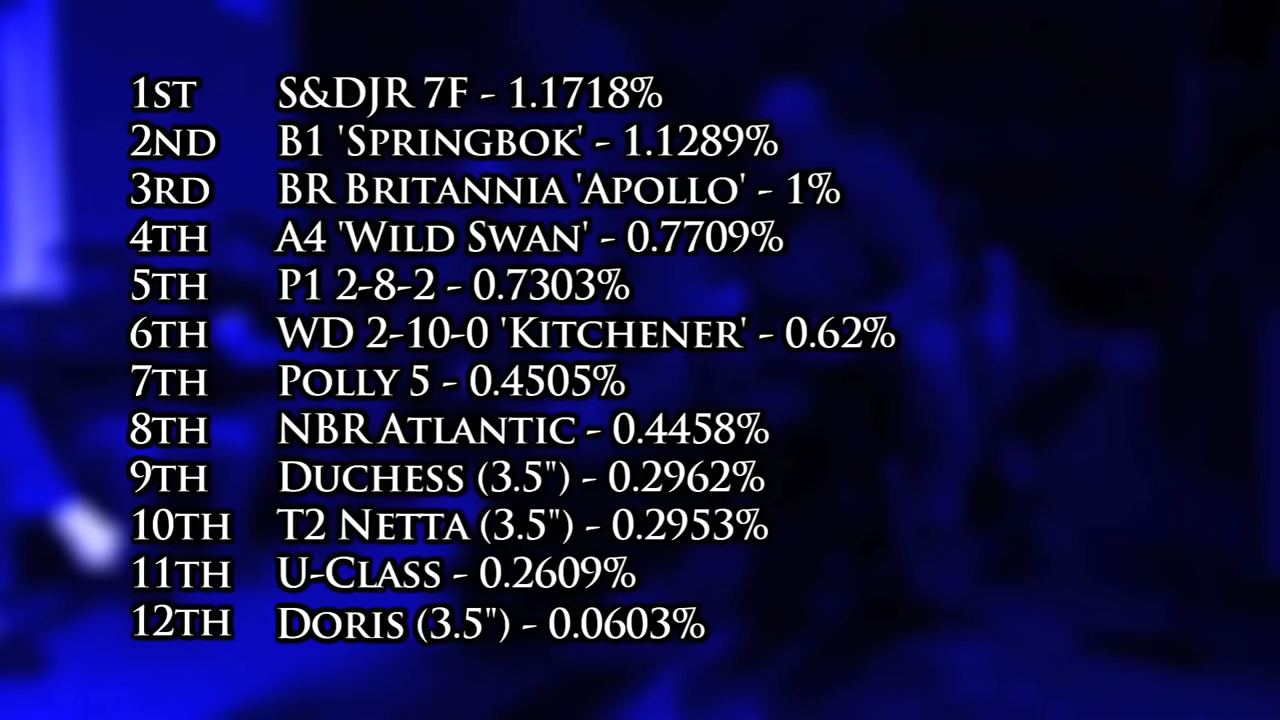 1ST S&DJR 7F - 1.1718%
2ND B1 'SPRINGBOK' - 1.1289%
3RD BR BRITANNIA 'APOLLO' - 1%
4TH A4 'WILD SWAN' - 0.7709%
5TH P1 2-8-2 - 0.7303%
6TH WD 2-10-0 'KITCHENER' - 0.62%
7TH POLLY 5 - 0.4505%
8TH NBR ATLANTIC - 0.4458%
9TH DUCHESS (3.5") - 0.2962%
10TH T2 NETTA (3.5") - 0.2953%
11TH U-CLASS - 0.2609%
12TH DORIS (3.5") - 0.0603%